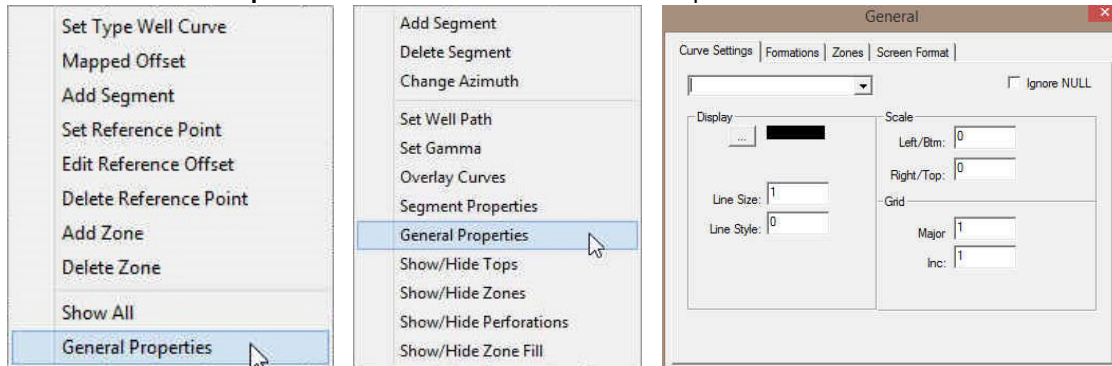 Set Type Well Curve
Mapped Offset
Add Segment
Set Reference Point
Edit Reference Offset
Delete Reference Point
Add Zone
Delete Zone
Show All
General Properties
Add Segment
Delete Segment
Change Azimuth
Set Well Path
Set Gamma
Overlay Curves
Segment Properties
General Properties
Show/Hide Tops
Show/Hide Zones
Show/Hide Perforations
Show/Hide Zone Fill
General
Curve Settings Formations Zones Screen Format
Ignore NULL
Display
...
Line Size: 1
Line Style: 0
Scale
Left/Btm: 0
Right/Top: 0
Grid
Major 1
Inc: 1